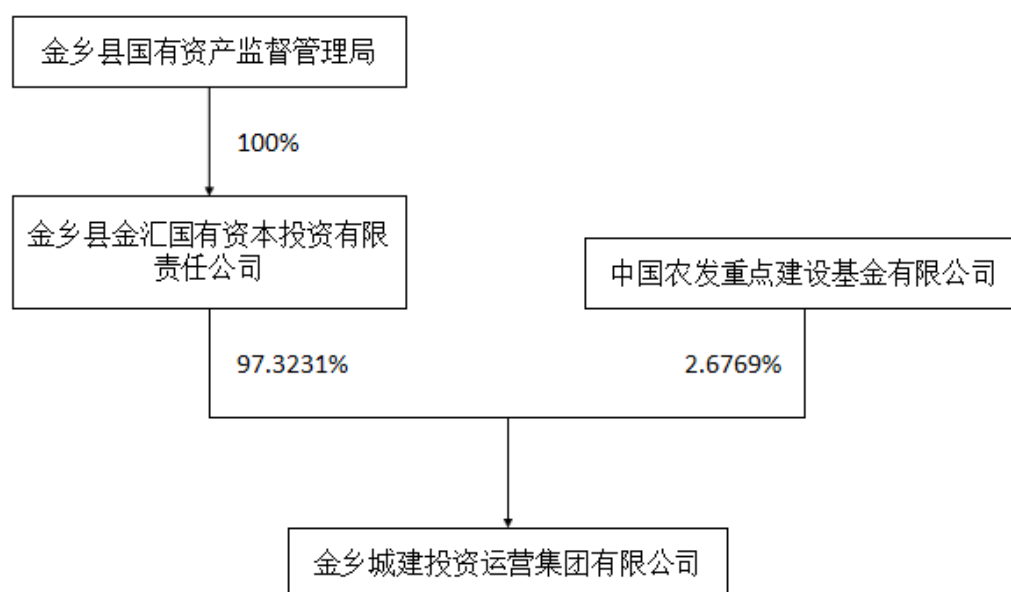 金乡县国有资产监督管理局
100%
金乡县金汇国有资本投资有限
责任公司
中国农发重点建设基金有限公司
97.3231%
2.6769%
金乡城建投资运营集团有限公司